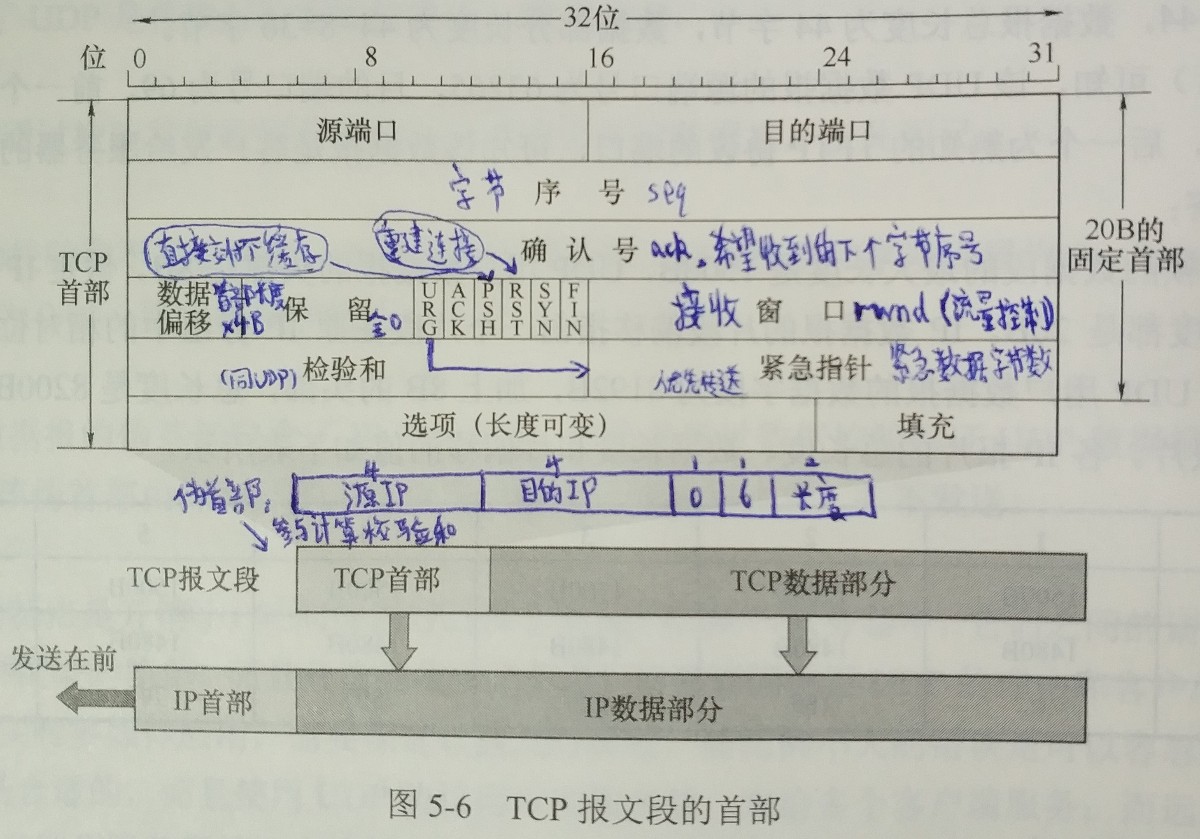 32位
位 0 8 16 24 31
源端口 目的端口
字节 序 号 seq
直接交付不缓存 重建连接 确 认 号 ack.希望收到的下个字节序号
TCP
首部
20B的
固定首部
数据
偏移
首部长度
x4B
保 留 全0
URG ACK PSH RST SYN FIN
接收 窗 口 rwnd (流量控制)
(同UDP) 检验和 优先发送 紧急指针 紧急数据字节数
选项（长度可变） 填充
4 4 1 1 2
伪首部: 源IP 目的IP 0 6 长度
参与计算校验和
TCP报文段 TCP首部 TCP数据部分
发送在前
IP首部 IP数据部分
图 5-6 TCP 报文段的首部